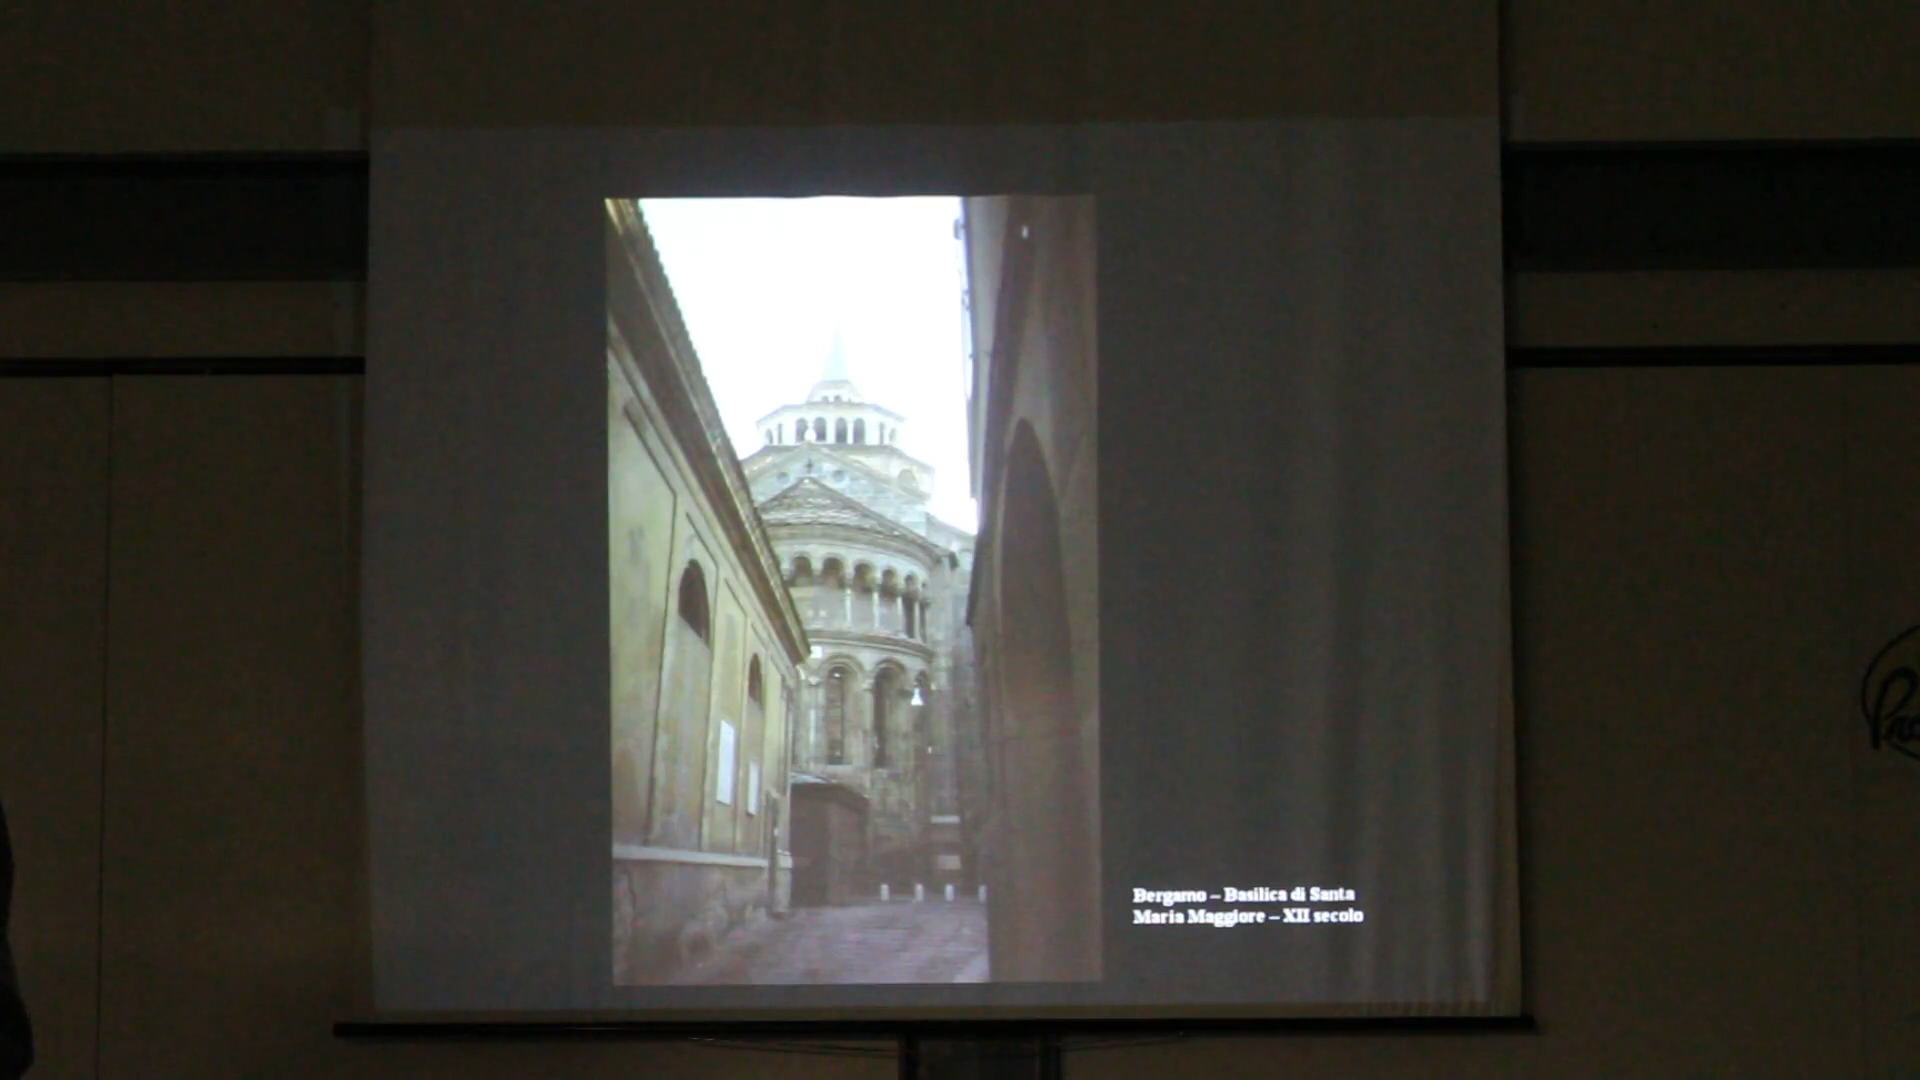 Bergamo – Basilica di Santa
Maria Maggiore – XII secolo